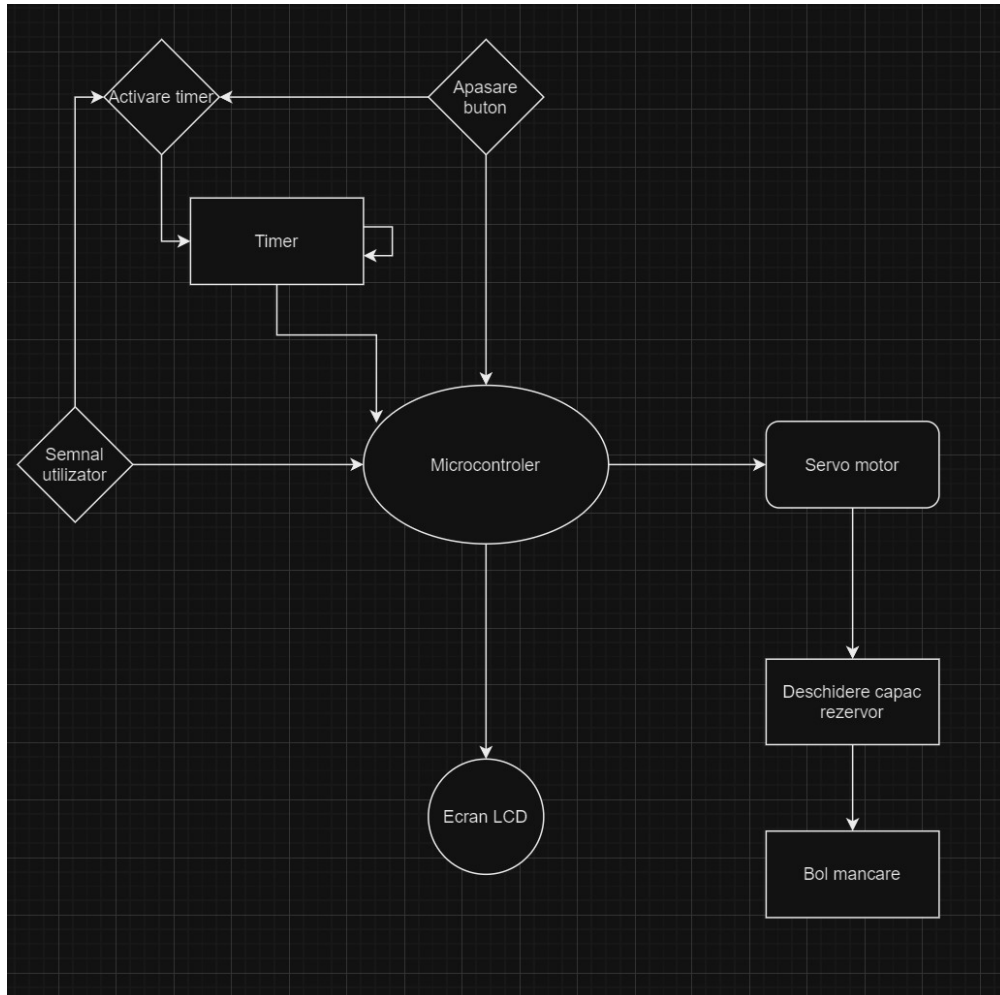 Activare timer
Apasare
buton
Timer
Semnal
utilizator
Microcontroler
Servo motor
Deschidere capac
rezervor
Ecran LCD
Bol mancare